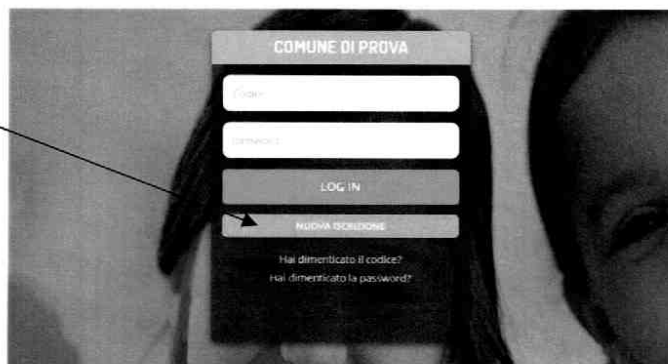 COMUNE DI PROVA
Codice
Password
LOG IN
NUOVA ISCRIZIONE
Hai dimenticato il codice?
Hai dimenticato la password?